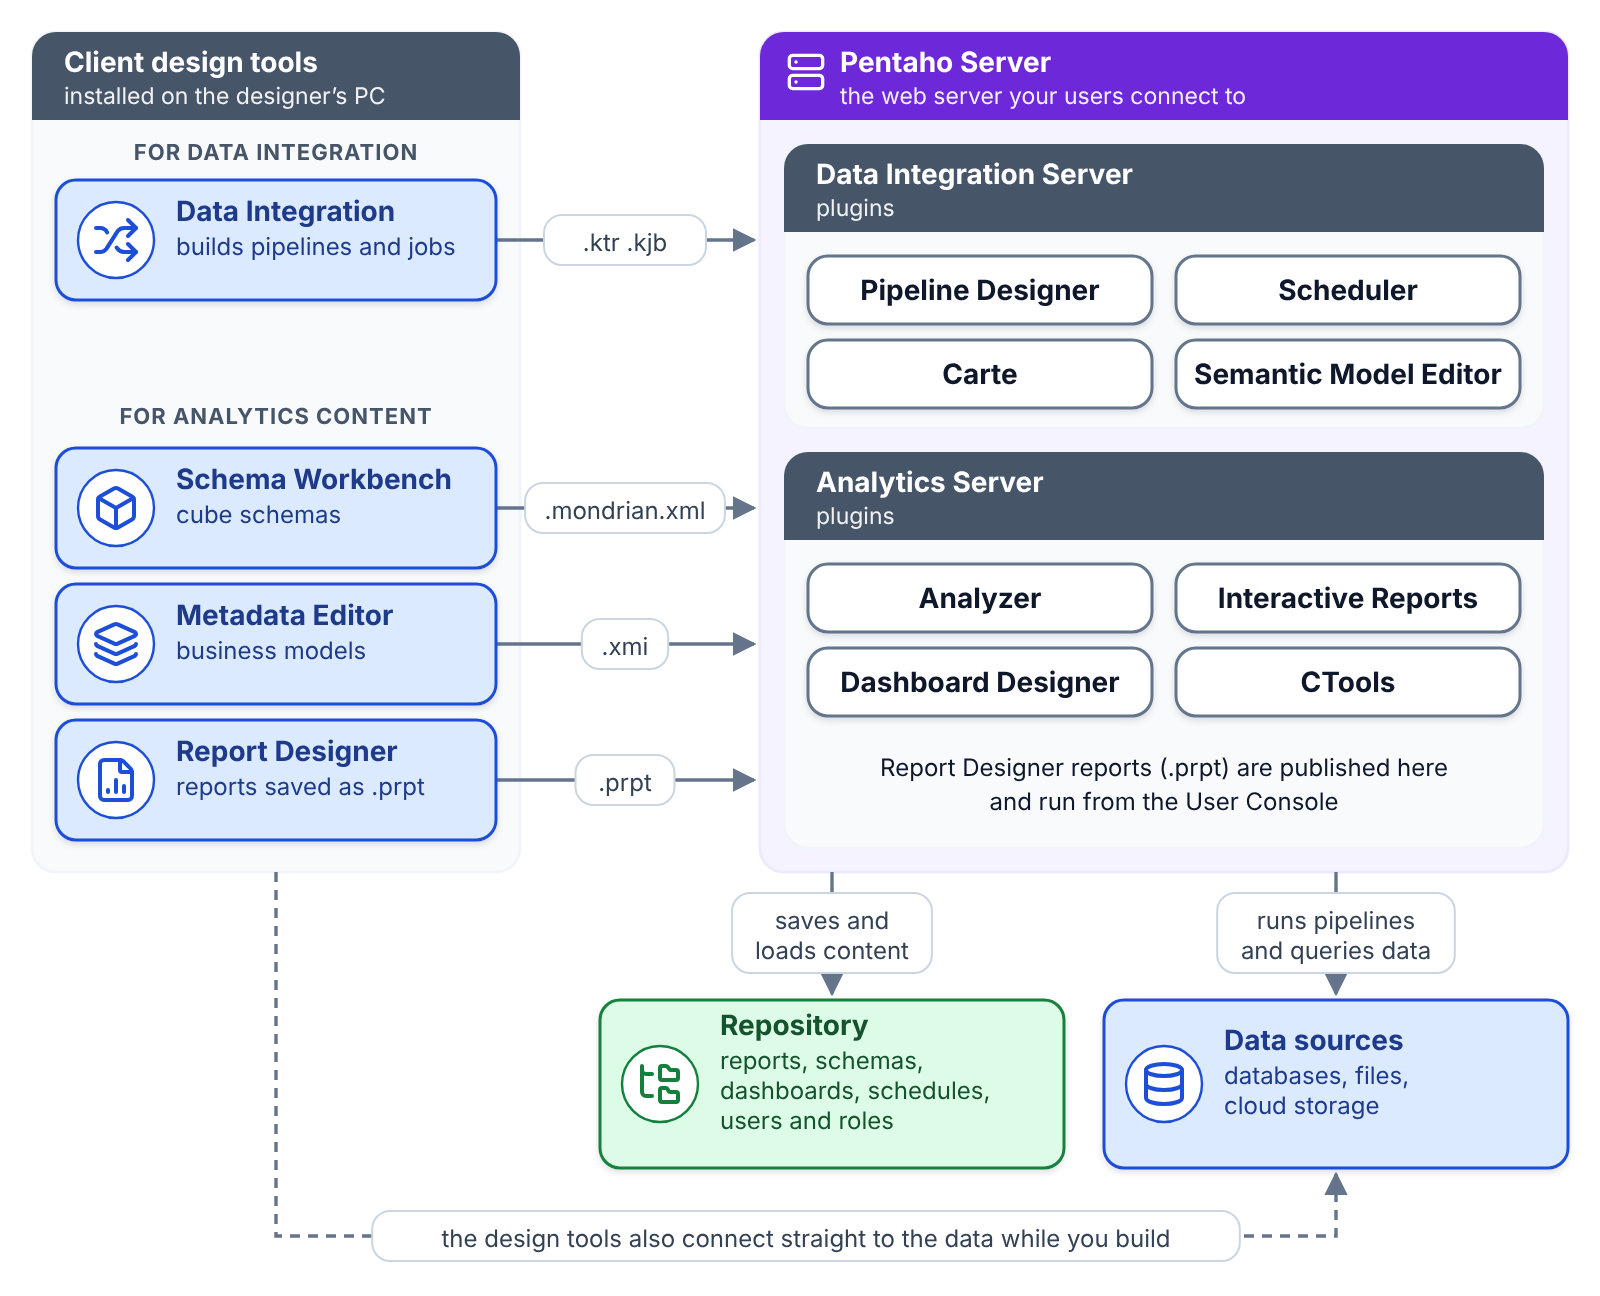 Client design tools
installed on the designer's PC
FOR DATA INTEGRATION
Data Integration
builds pipelines and jobs
FOR ANALYTICS CONTENT
Schema Workbench
cube schemas
Metadata Editor
business models
Report Designer
reports saved as .prpt
.ktr .kjb
.mondrian.xml
.xmi
.prpt
Pentaho Server
the web server your users connect to
Data Integration Server
plugins
Pipeline Designer
Scheduler
Carte
Semantic Model Editor
Analytics Server
plugins
Analyzer
Interactive Reports
Dashboard Designer
CTools
Report Designer reports (.prpt) are published here
and run from the User Console
saves and
loads content
runs pipelines
and queries data
Repository
reports, schemas,
dashboards, schedules,
users and roles
Data sources
databases, files,
cloud storage
the design tools also connect straight to the data while you build